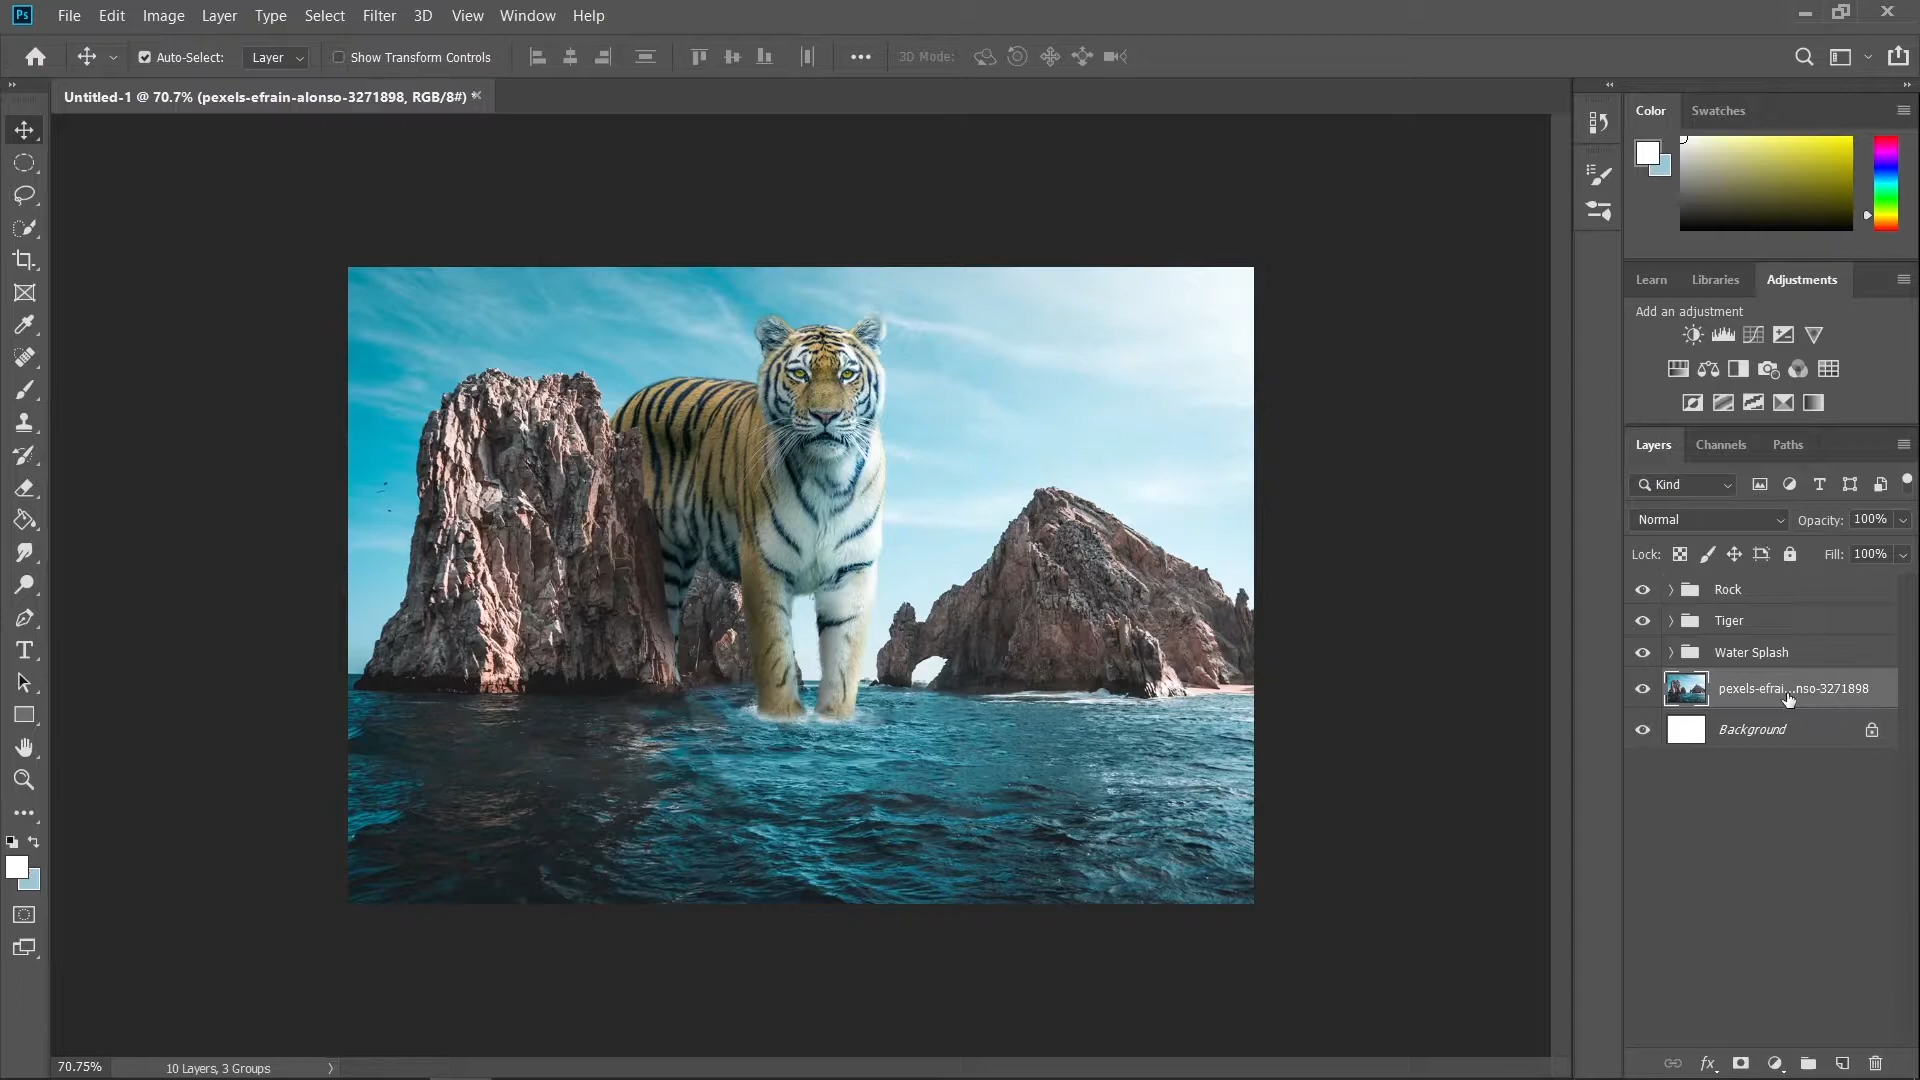 Ps File Edit Image Layer Type Select Filter 3D View Window Help
Auto-Select: Layer Show Transform Controls 3D Mode:
Untitled-1 @ 70.7% (pexels-efrain-alonso-3271898, RGB/8#) *
Color Swatches
Learn Libraries Adjustments
Add an adjustment
Layers Channels Paths
Kind
Normal Opacity: 100%
Lock: Fill: 100%
Rock
Tiger
Water Splash
pexels-efrai...nso-3271898
Background
fx
70.75% 10 Layers, 3 Groups